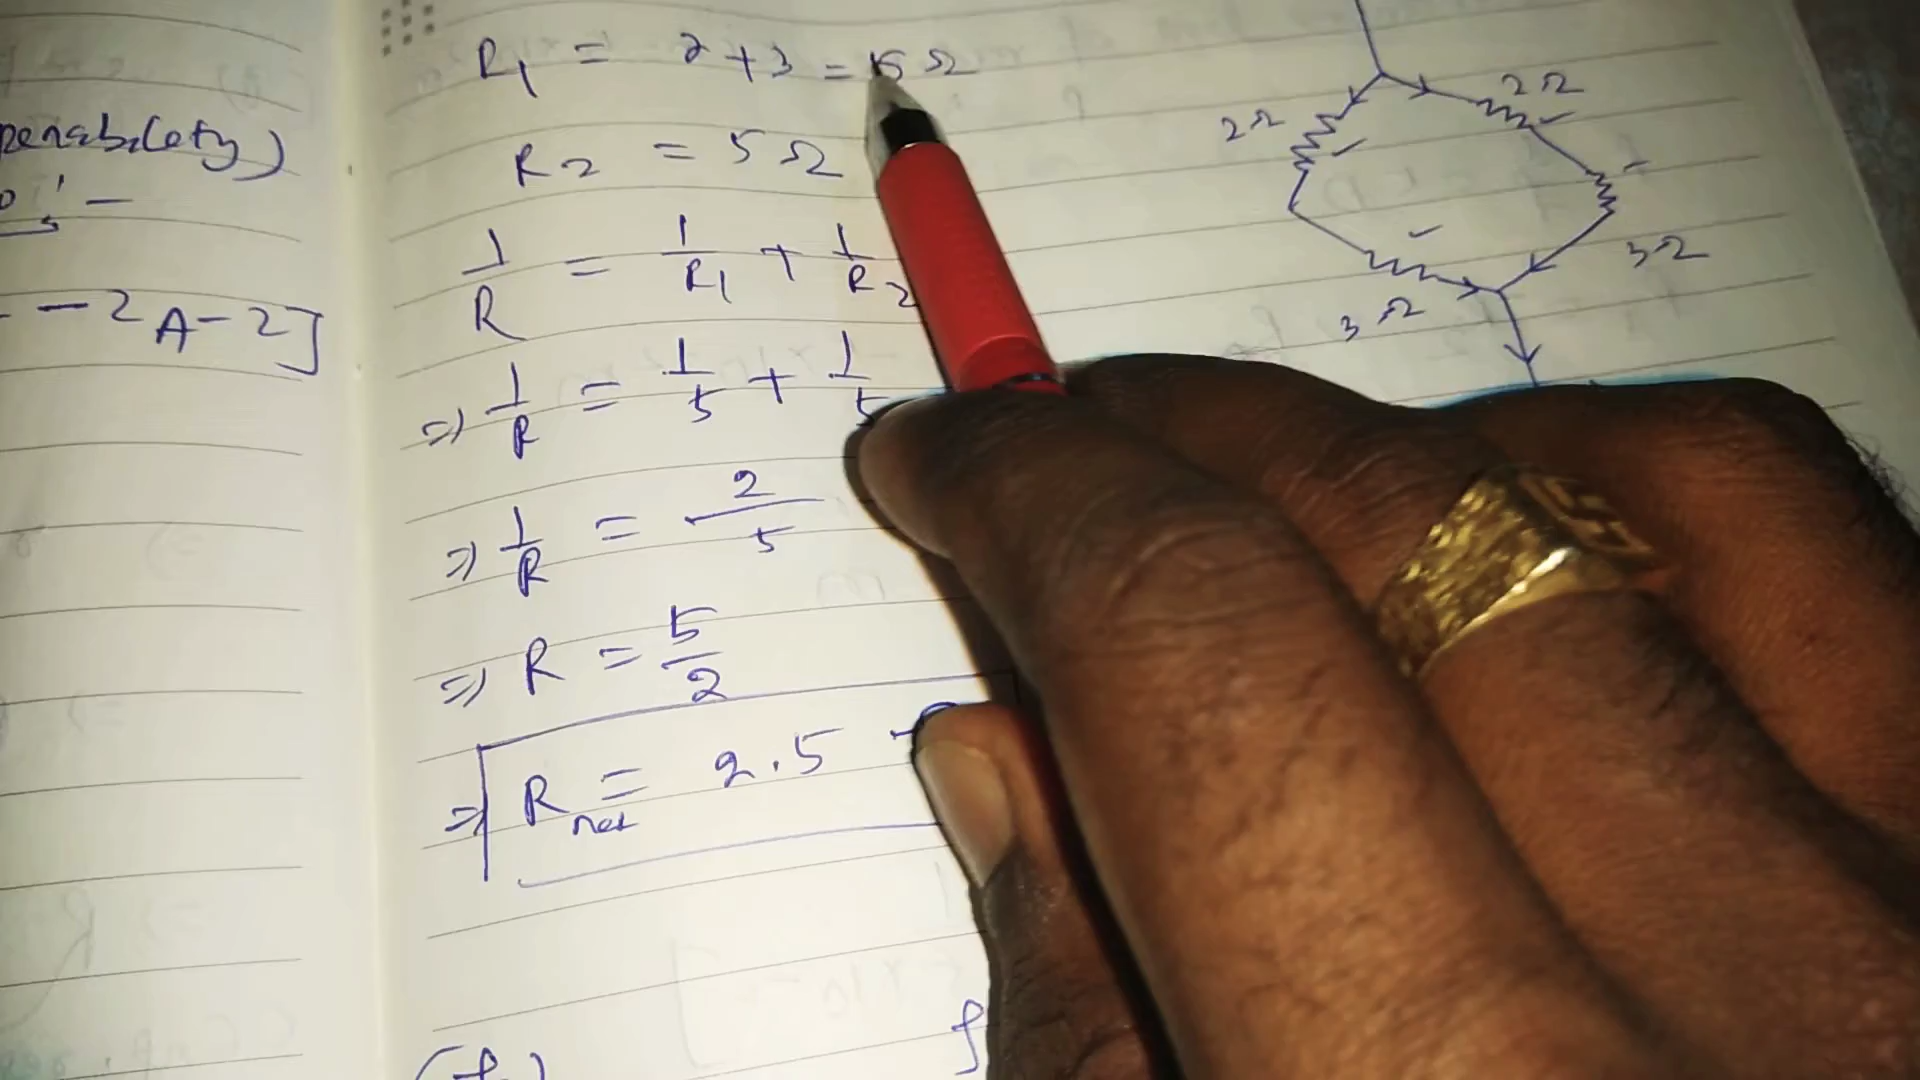 - 2 A - 2]
R1 = 2 + 3 = 5 Ω
R2 = 5 Ω
1/R = 1/R1 + 1/R2
=) 1/R = 1/5 + 1/5
=) 1/R = 2/5
=) R = 5/2
=) R net = 2.5
2Ω
2Ω
3Ω
3Ω